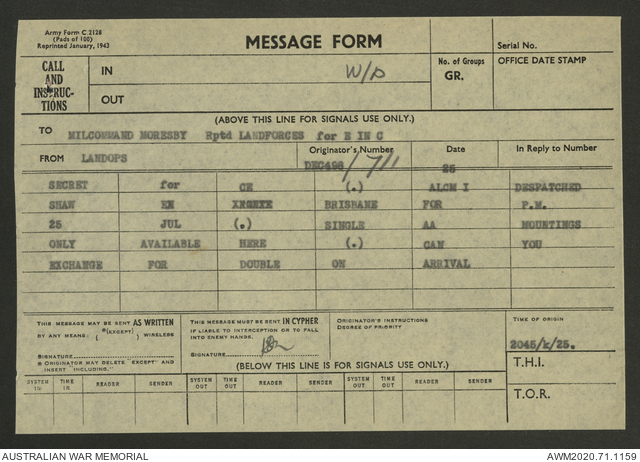 Army Form C.2128
(Pads of 100)
Reprinted January, 1943
MESSAGE FORM
Serial No.
CALL AND INSTRUC-TIONS
IN
W/D
No. of Groups
GR.
OFFICE DATE STAMP
OUT
(ABOVE THIS LINE FOR SIGNALS USE ONLY.)
TO MILCOMMAND MORESBY Rptd LANDFORCES for E IN C
FROM LANDOPS
Originator's Number
DEC498/7/11
Date
25
In Reply to Number
SECRET for CE (.) ALCM I DESPATCHED
SHAW EX BRISBANE FOR P.M.
25 JUL (.) SINGLE AA MOUNTINGS
ONLY AVAILABLE HERE (.) CAN YOU
EXCHANGE FOR DOUBLE ON ARRIVAL
THIS MESSAGE MAY BE SENT AS WRITTEN
BY ANY MEANS. *(EXCEPT) WIRELESS
SIGNATURE
* ORIGINATOR MAY DELETE "EXCEPT" AND INSERT "INCLUDING."
THIS MESSAGE MUST BE SENT IN CYPHER
IF LIABLE TO INTERCEPTION OR TO FALL
INTO ENEMY HANDS.
SIGNATURE
ORIGINATOR'S INSTRUCTIONS
DEGREE OF PRIORITY
TIME OF ORIGIN
2045/k/25.
T.H.I.
T.O.R.
(BELOW THIS LINE IS FOR SIGNALS USE ONLY.)
SYSTEM IN TIME IN READER SENDER SYSTEM OUT TIME OUT READER SENDER SYSTEM OUT TIME OUT READER SENDER
AUSTRALIAN WAR MEMORIAL
AWM2020.71.1159